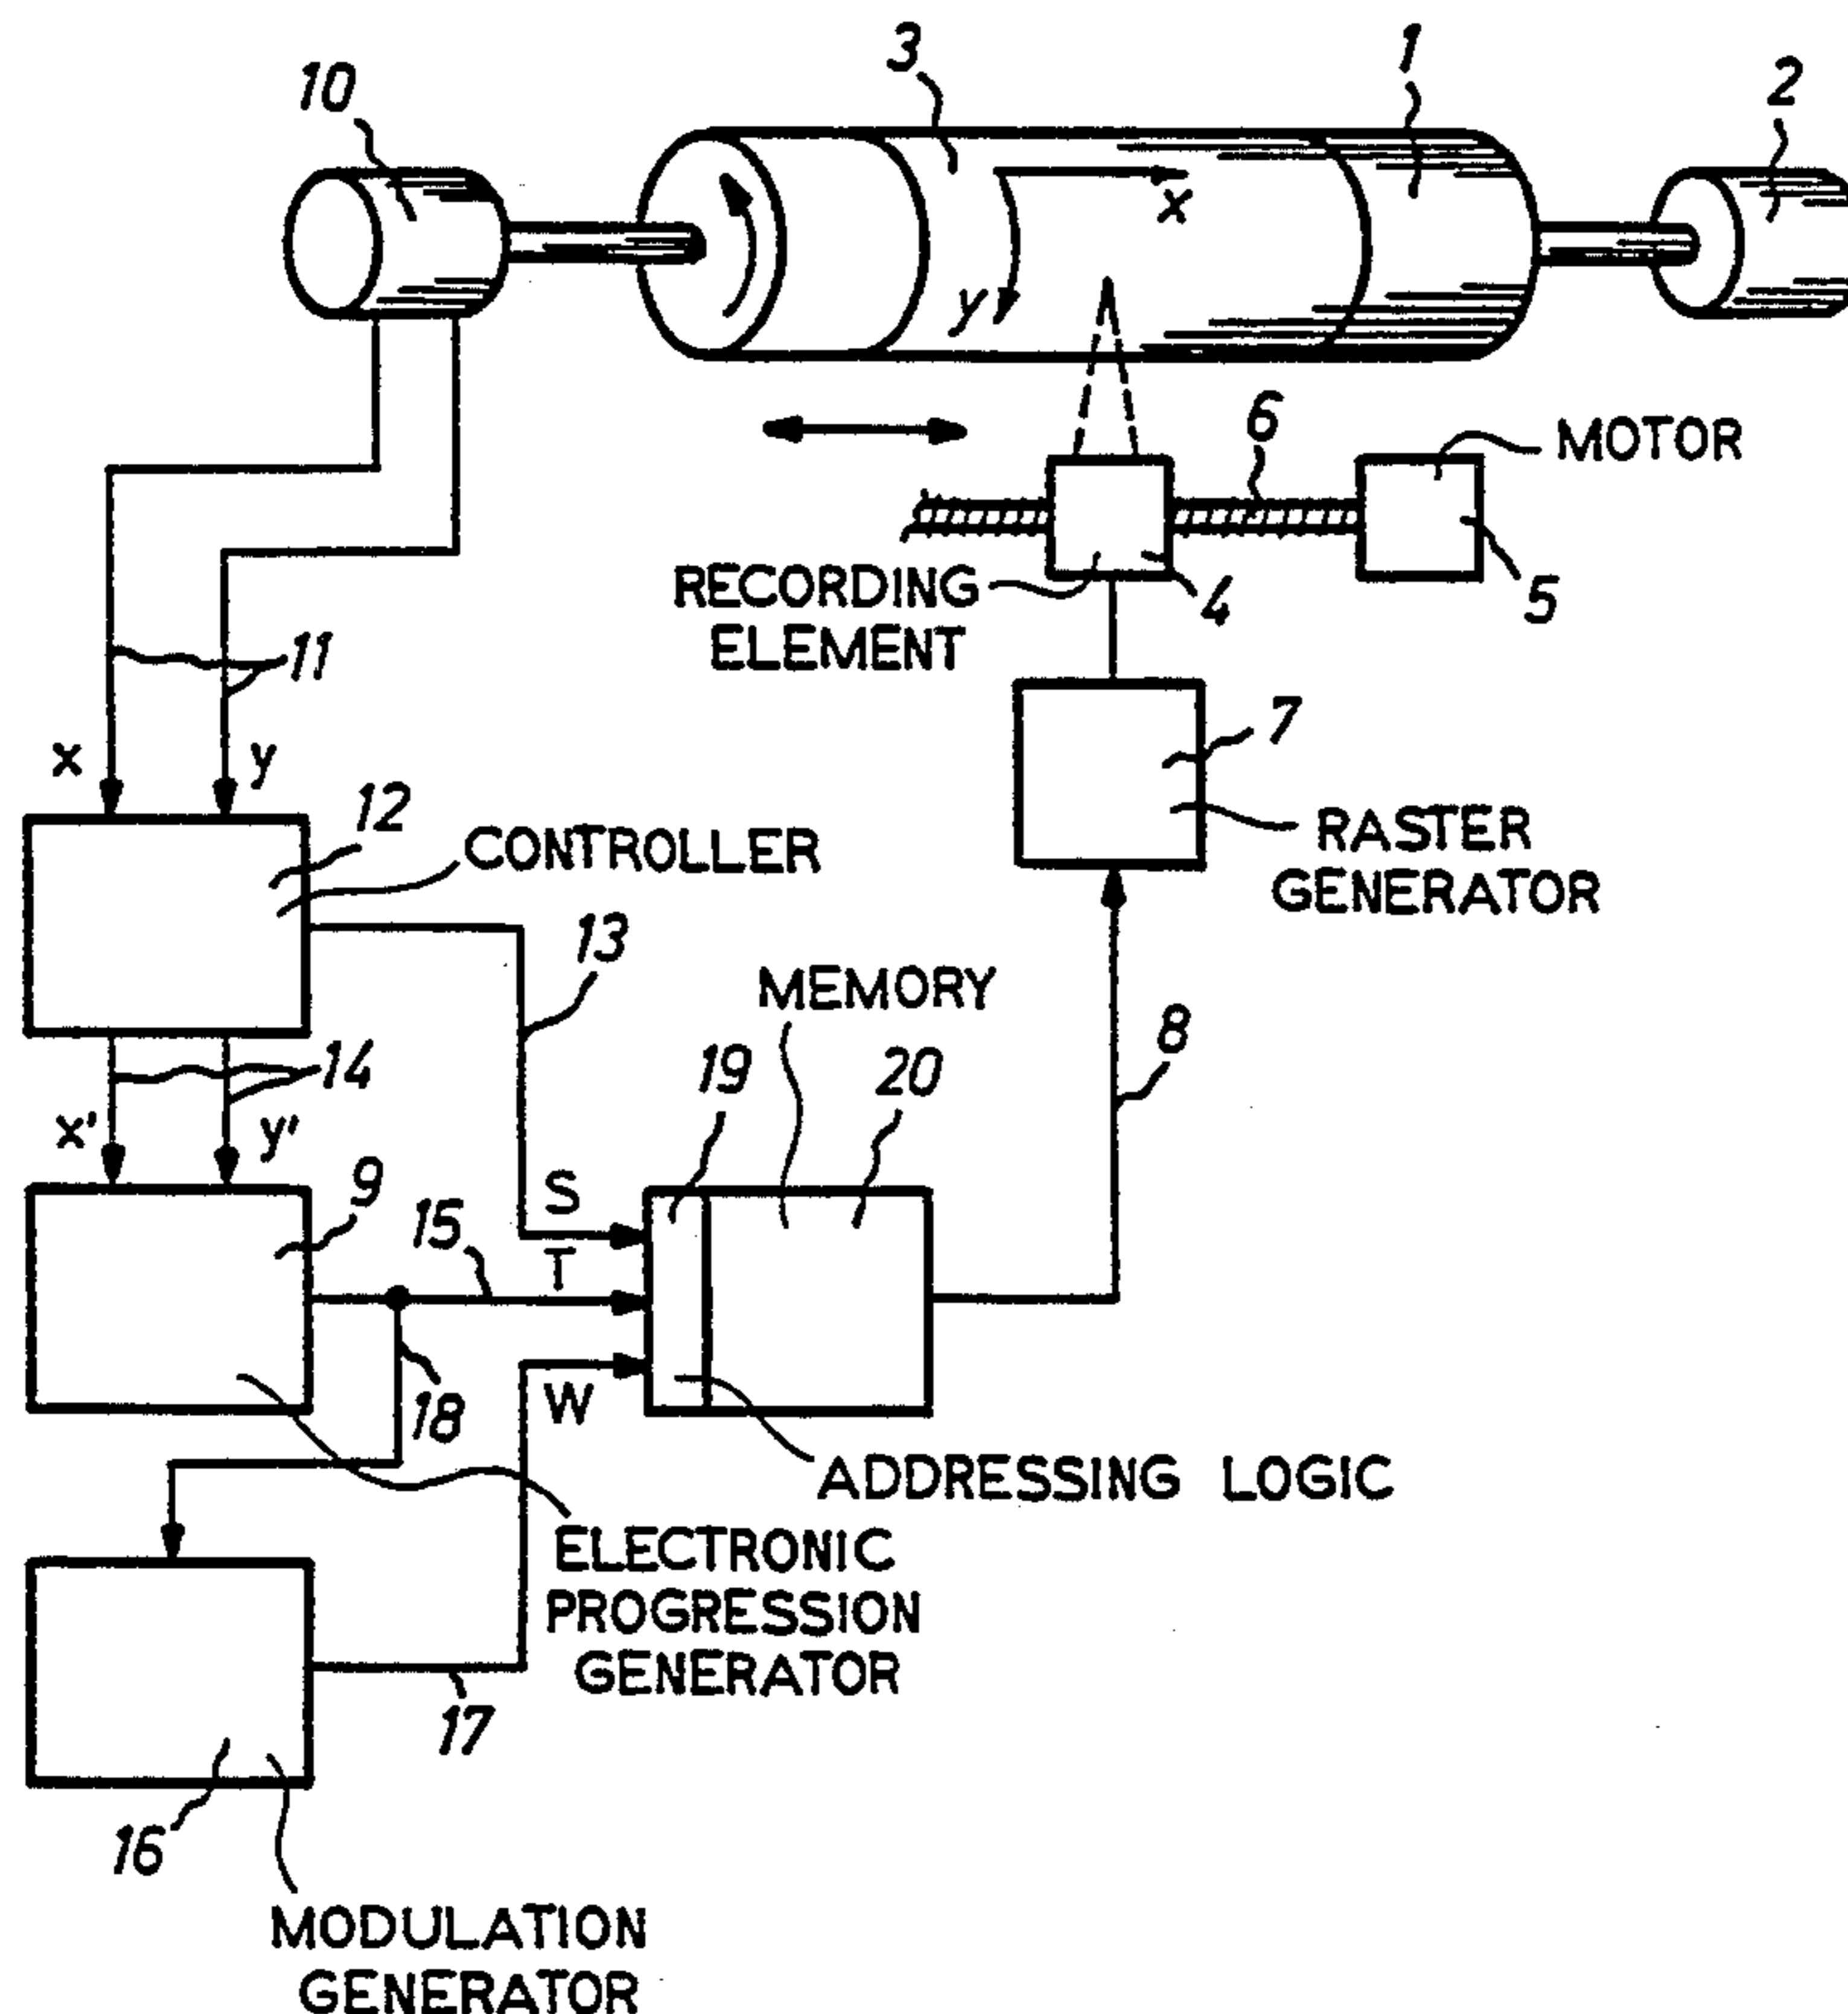 3
1
2
10
x
y
6
MOTOR
RECORDING
ELEMENT
4
5
11
7
x
y
12
CONTROLLER
RASTER
GENERATOR
13
MEMORY
8
14
19
20
x'
y'
9
15
S
T
W
18
ADDRESSING LOGIC
ELECTRONIC
PROGRESSION
GENERATOR
17
16
MODULATION
GENERATOR